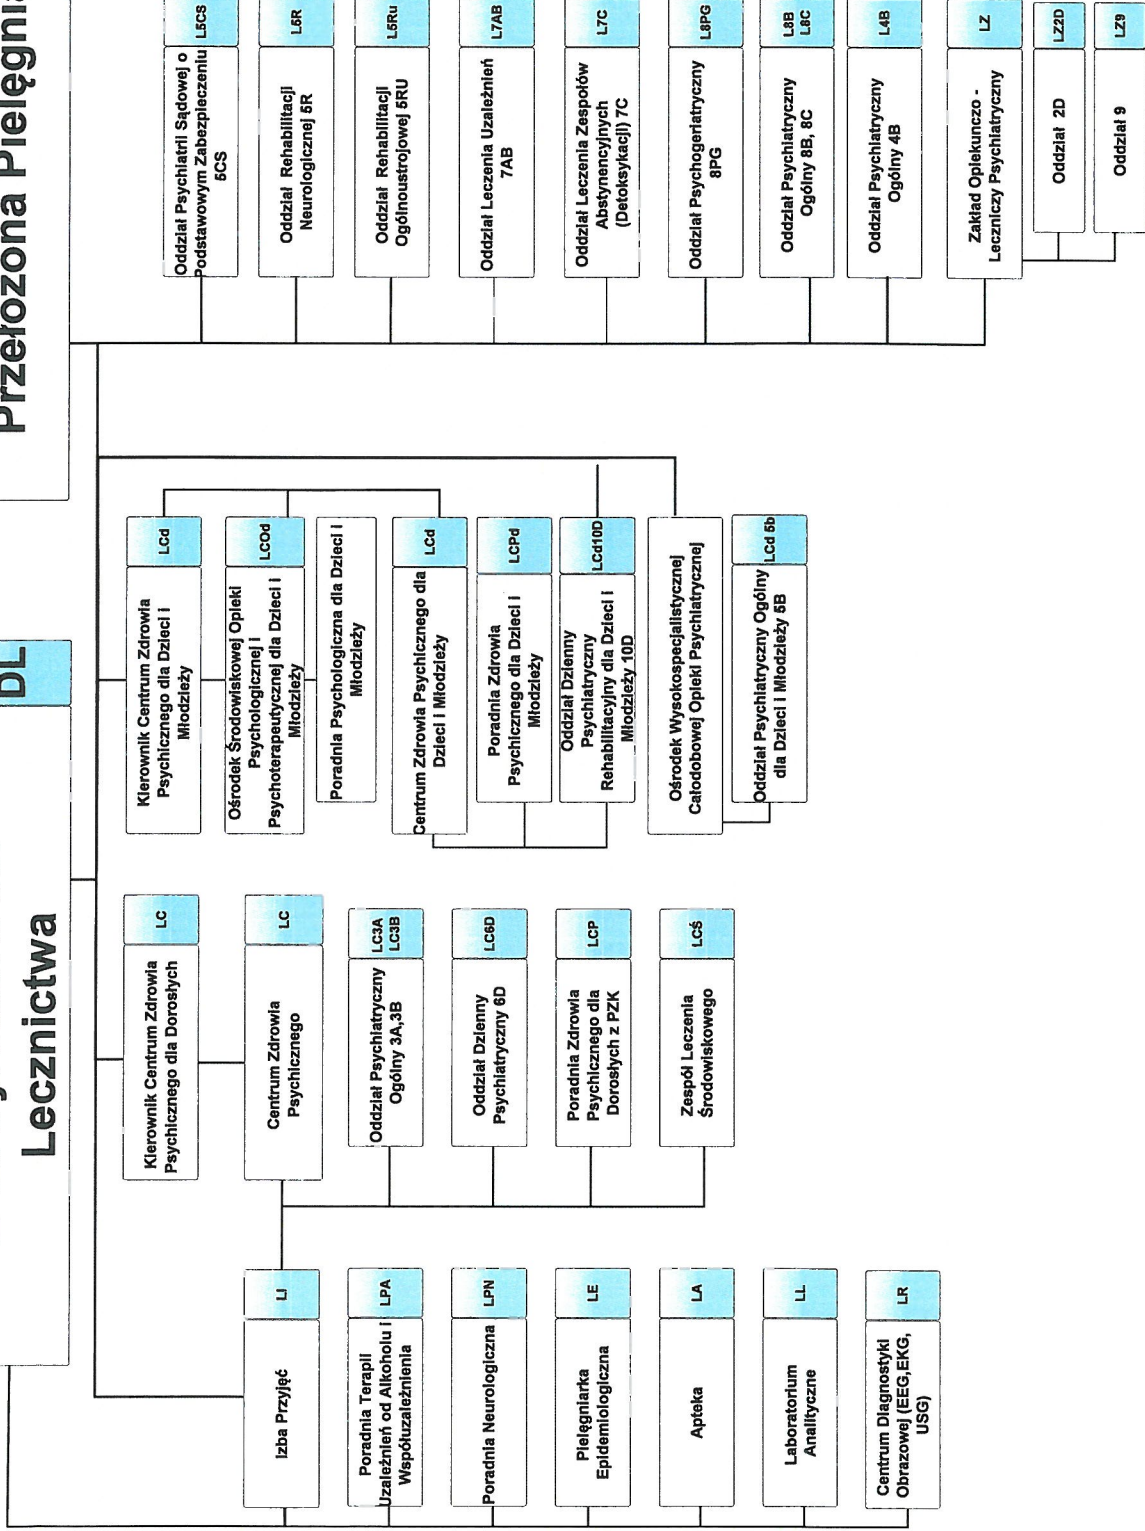 Lecznictwa
DL
Przełożona
Izba Przyjęć
LI
Poradnia Terapii
Uzależnień od Alkoholu i
Współuzależnienia
LPA
Poradnia Neurologiczna
LPN
Pielęgniarka
Epidemiologiczna
LE
Apteka
LA
Laboratorium
Analityczne
LL
Centrum Diagnostyki
Obrazowej (EEG,EKG,
USG)
LR
Kierownik Centrum Zdrowia
Psychicznego dla Dorosłych
LC
Centrum Zdrowia
Psychicznego
LC
Oddział Psychiatryczny
Ogólny 3A,3B
LC3A
LC3B
Oddział Dzienny
Psychiatryczny 6D
LC6D
Poradnia Zdrowia
Psychicznego dla
Dorosłych z PZK
LCP
Zespół Leczenia
Środowiskowego
LCŚ
Kierownik Centrum Zdrowia
Psychicznego dla Dzieci i
Młodzieży
LCd
Ośrodek Środowiskowej Opieki
Psychologicznej i
Psychoterapeutycznej dla Dzieci i
Młodzieży
LCOd
Poradnia Psychologiczna dla Dzieci i
Młodzieży
Centrum Zdrowia Psychicznego dla
Dzieci i Młodzieży
LCd
Poradnia Zdrowia
Psychicznego dla Dzieci i
Młodzieży
LCPd
Oddział Dzienny
Psychiatryczny
Rehabilitacyjny dla Dzieci i
Młodzieży 10D
LCd10D
Ośrodek Wysokospecjalistycznej
Całodobowej Opieki Psychiatrycznej
Oddział Psychiatryczny Ogólny
dla Dzieci i Młodzieży 5B
LCd 5b
Oddział Psychiatrii Sądowej o
Podstawowym Zabezpieczeniu
5CS
L5CS
Oddział Rehabilitacji
Neurologicznej 5R
L5R
Oddział Rehabilitacji
Ogólnoustrojowej 5RU
L5Ru
Oddział Leczenia Uzależnień
7AB
L7AB
Oddział Leczenia Zespołów
Abstynencyjnych
(Detoksykacji) 7C
L7C
Oddział Psychogeriatryczny
8PG
L8PG
Oddział Psychiatryczny
Ogólny 8B, 8C
L8B
L8C
Oddział Psychiatryczny
Ogólny 4B
L4B
Zakład Opiekunczo -
Leczniczy Psychiatryczny
LZ
Oddział 2D
LZ2D
Oddział 9
LZ9